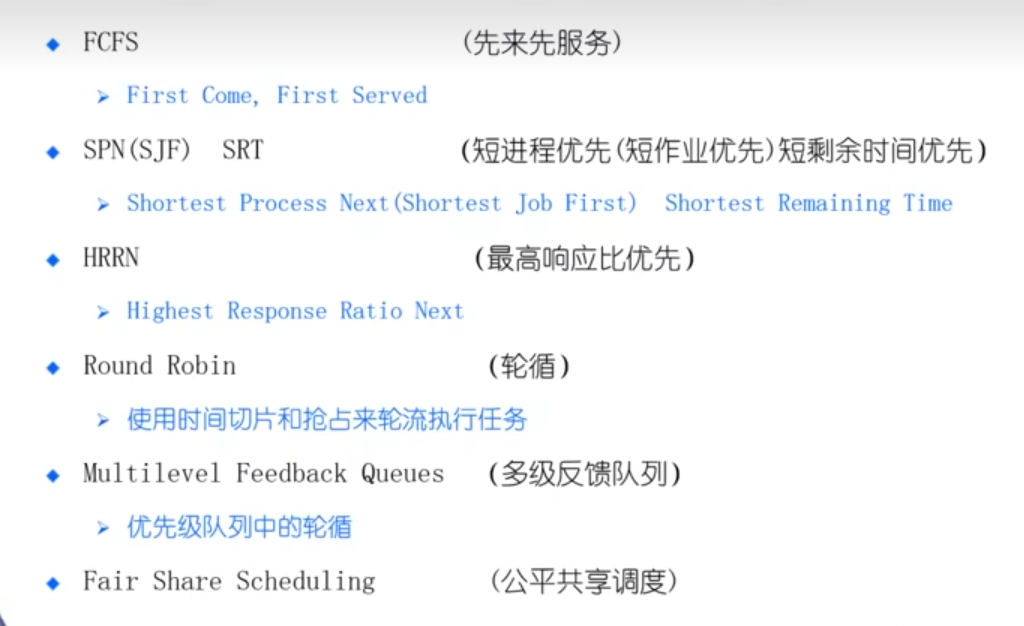 FCFS (先来先服务)
First Come, First Served
SPN(SJF) SRT (短进程优先(短作业优先)短剩余时间优先)
Shortest Process Next(Shortest Job First) Shortest Remaining Time
HRRN (最高响应比优先)
Highest Response Ratio Next
Round Robin (轮循)
使用时间切片和抢占来轮流执行任务
Multilevel Feedback Queues (多级反馈队列)
优先级队列中的轮循
Fair Share Scheduling (公平共享调度)